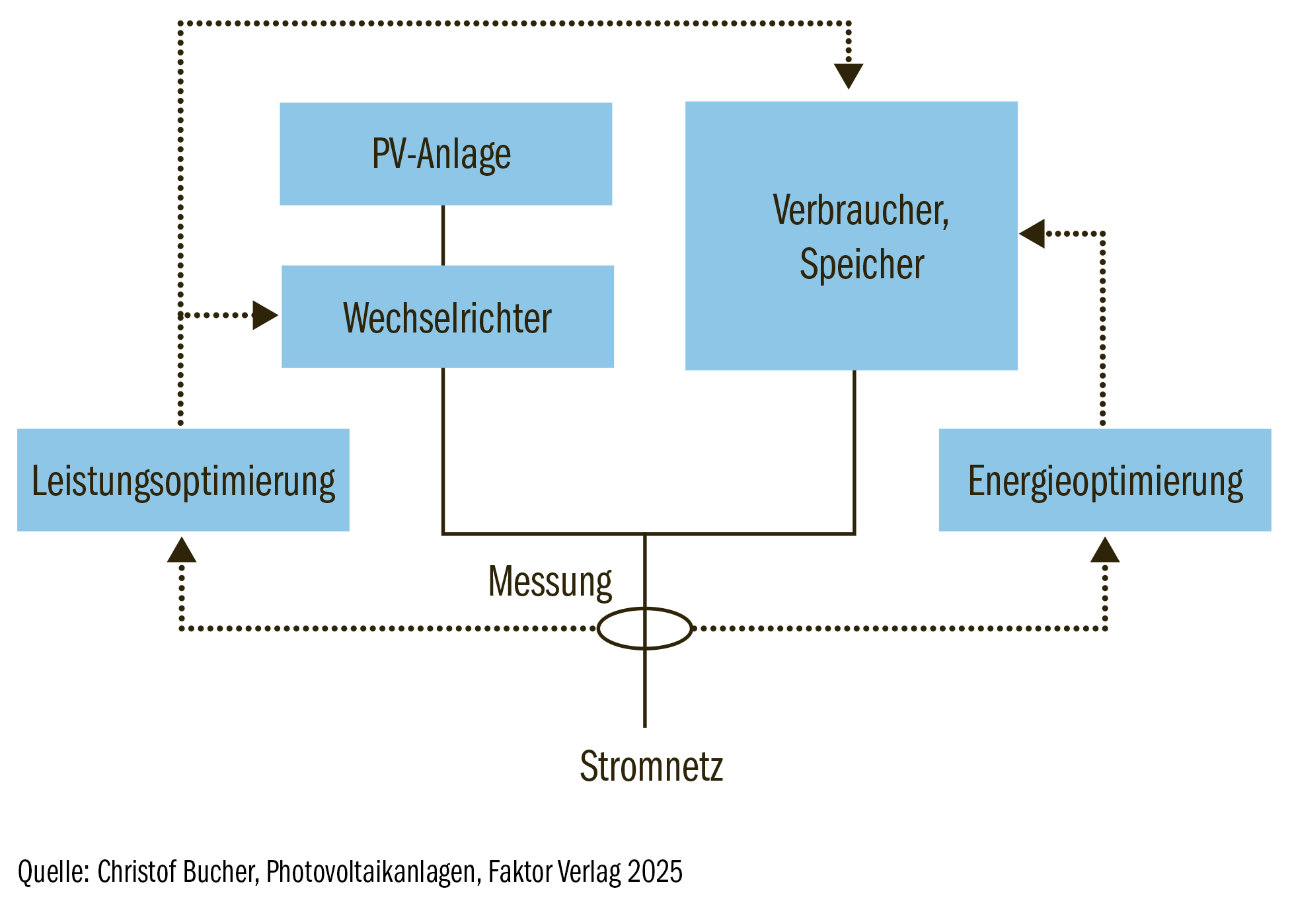 PV-Anlage
Verbraucher,
Speicher
Wechselrichter
Leistungsoptimierung
Energieoptimierung
Messung
Stromnetz
Quelle: Christof Bucher, Photovoltaikanlagen, Faktor Verlag 2025